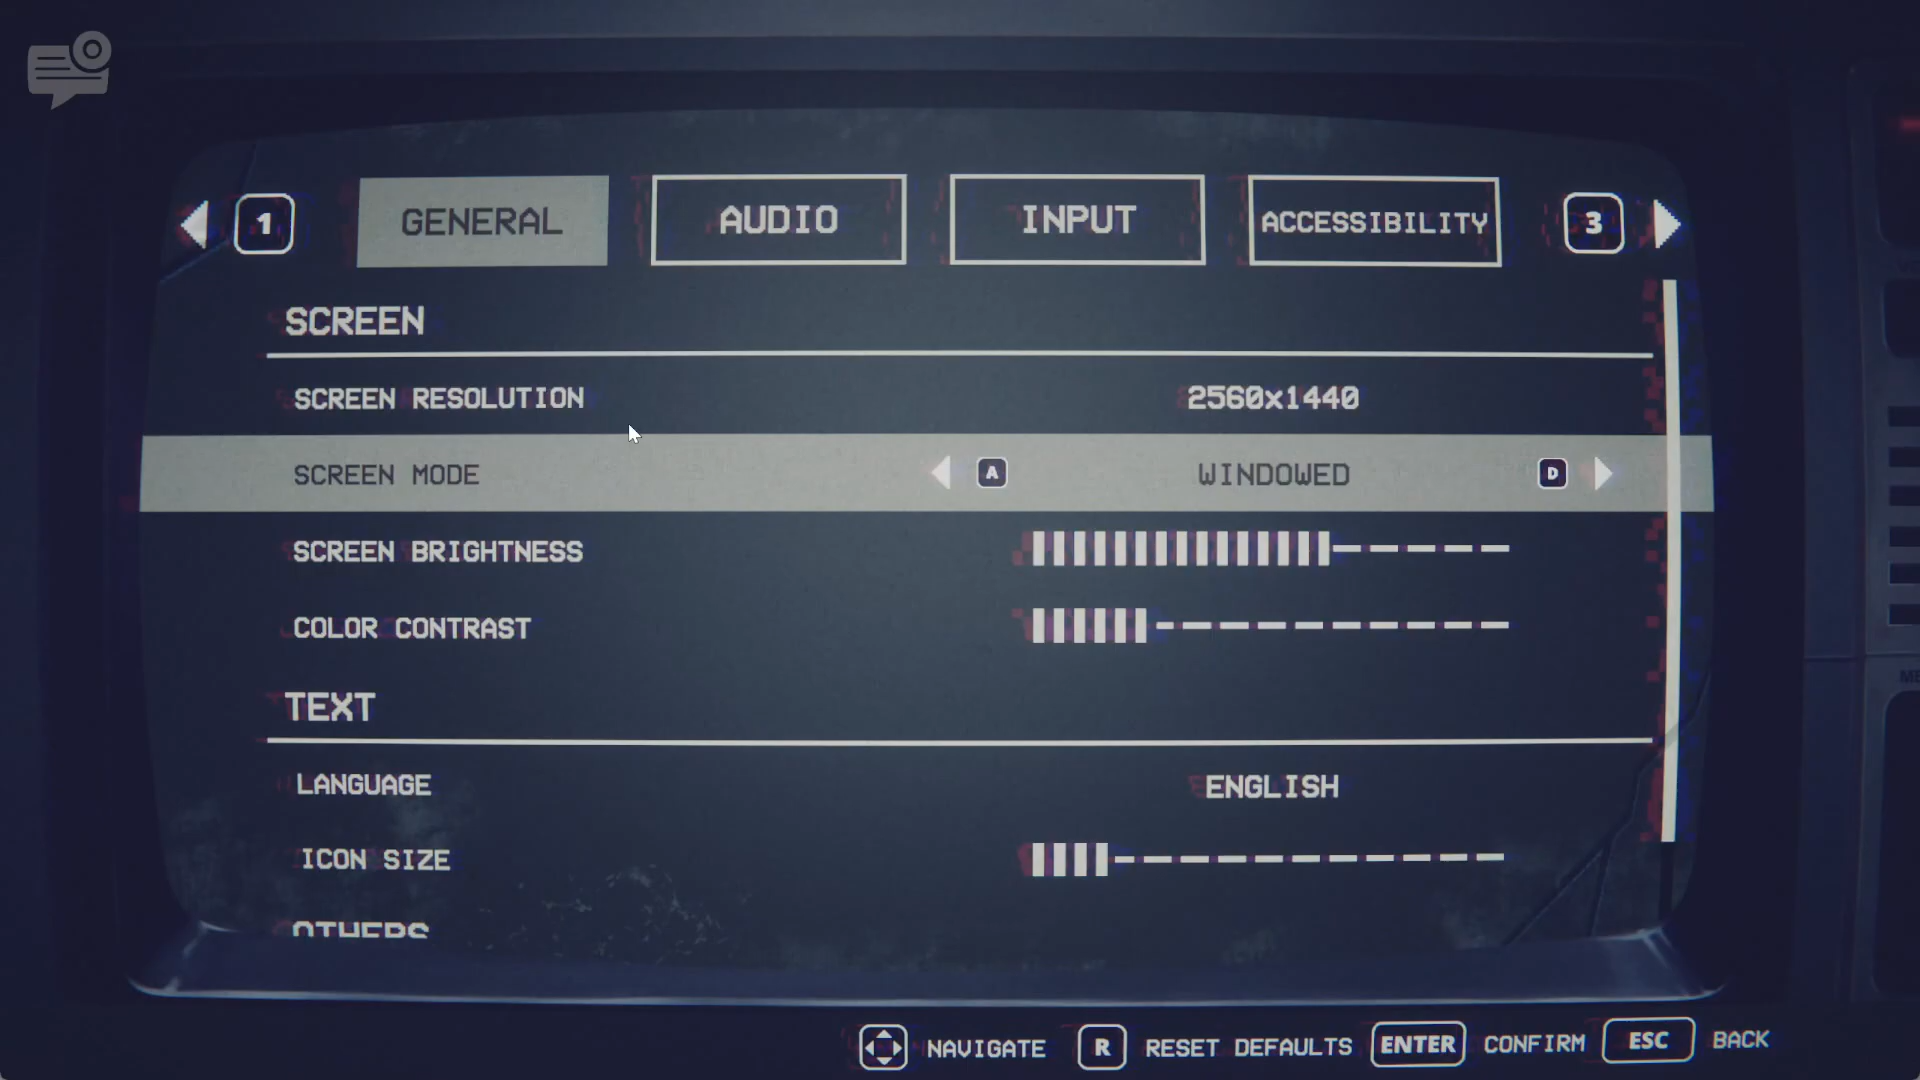 1 GENERAL AUDIO INPUT ACCESSIBILITY 3
SCREEN
SCREEN RESOLUTION 2560x1440
SCREEN MODE A WINDOWED D
SCREEN BRIGHTNESS
COLOR CONTRAST
TEXT
LANGUAGE ENGLISH
ICON SIZE
OTHERS
NAVIGATE R RESET DEFAULTS ENTER CONFIRM ESC BACK